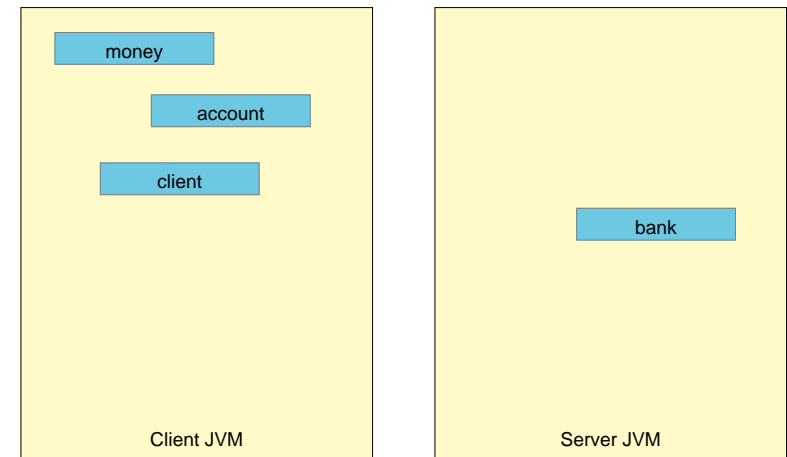 money
account
client
bank
Client JVM
Server JVM